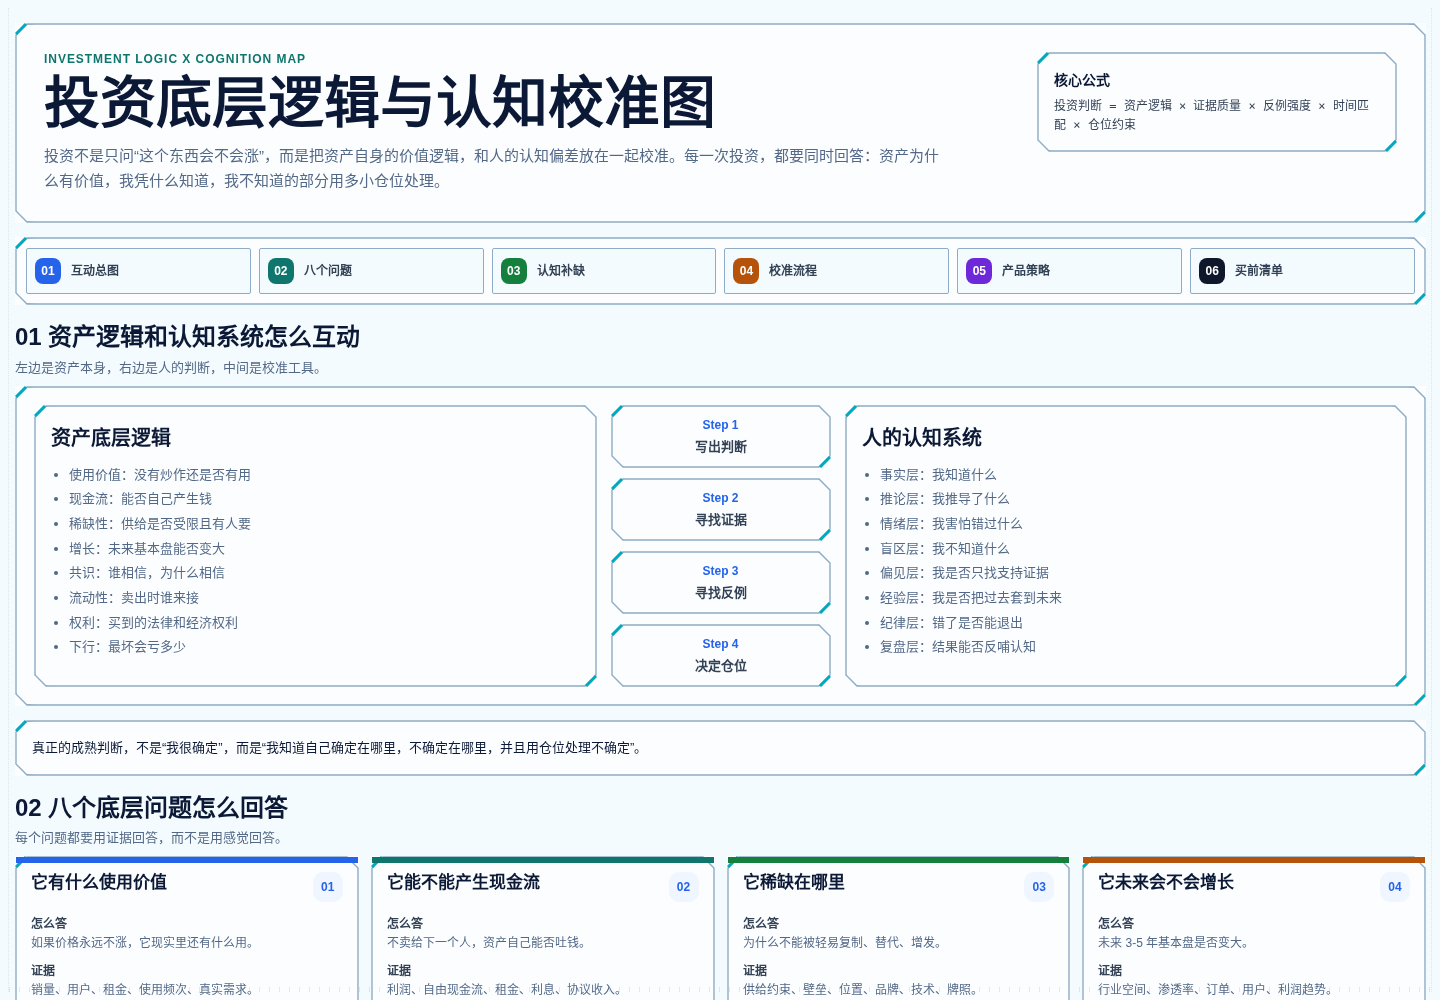 INVESTMENT LOGIC X COGNITION MAP
投资底层逻辑与认知校准图
投资不是只问“这个东西会不会涨”，而是把资产自身的价值逻辑，和人的认知偏差放在一起校准。每一次投资，都要同时回答：资产为什
么有价值，我凭什么知道，我不知道的部分用多小仓位处理。
核心公式
投资判断 = 资产逻辑 × 证据质量 × 反例强度 × 时间匹
配 × 仓位约束
01 互动总图
02 八个问题
03 认知补缺
04 校准流程
05 产品策略
06 买前清单
01 资产逻辑和认知系统怎么互动
左边是资产本身，右边是人的判断，中间是校准工具。
资产底层逻辑
使用价值：没有炒作还是否有用
现金流：能否自己产生钱
稀缺性：供给是否受限且有人要
增长：未来基本盘能否变大
共识：谁相信，为什么相信
流动性：卖出时谁来接
权利：买到的法律和经济权利
下行：最坏会亏多少
Step 1
写出判断
Step 2
寻找证据
Step 3
寻找反例
Step 4
决定仓位
人的认知系统
事实层：我知道什么
推论层：我推导了什么
情绪层：我害怕错过什么
盲区层：我不知道什么
偏见层：我是否只找支持证据
经验层：我是否把过去套到未来
纪律层：错了是否能退出
复盘层：结果能否反哺认知
真正的成熟判断，不是“我很确定”，而是“我知道自己确定在哪里，不确定在哪里，并且用仓位处理不确定”。
02 八个底层问题怎么回答
每个问题都要用证据回答，而不是用感觉回答。
它有什么使用价值
01
怎么答
如果价格永远不涨，它现实里还有什么用。
证据
销量、用户、租金、使用频次、真实需求。
它能不能产生现金流
02
怎么答
不卖给下一个人，资产自己能否吐钱。
证据
利润、自由现金流、租金、利息、协议收入。
它稀缺在哪里
03
怎么答
为什么不能被轻易复制、替代、增发。
证据
供给约束、壁垒、位置、品牌、技术、牌照。
它未来会不会增长
04
怎么答
未来 3-5 年基本盘是否变大。
证据
行业空间、渗透率、订单、用户、利润趋势。